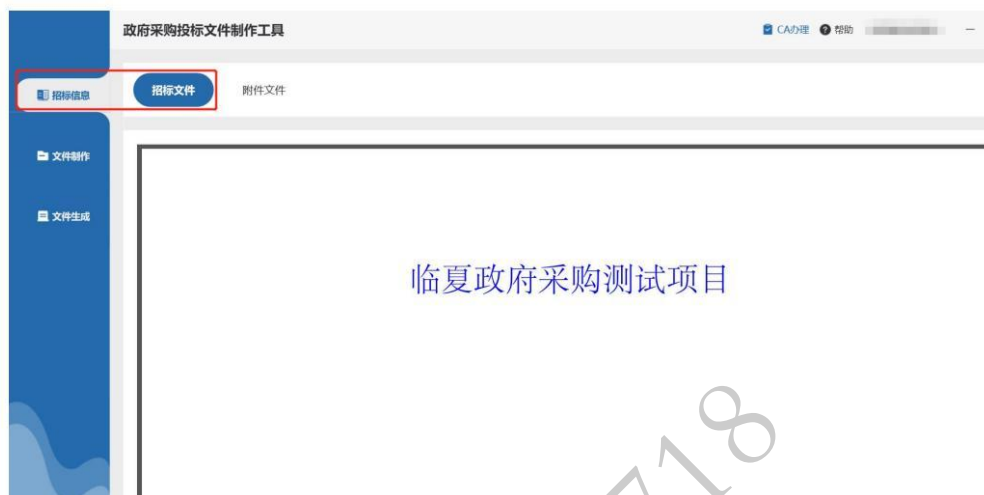 政府采购投标文件制作工具
CA办理 帮助
招标信息
招标文件 附件文件
文件制作
文件生成
临夏政府采购测试项目
718